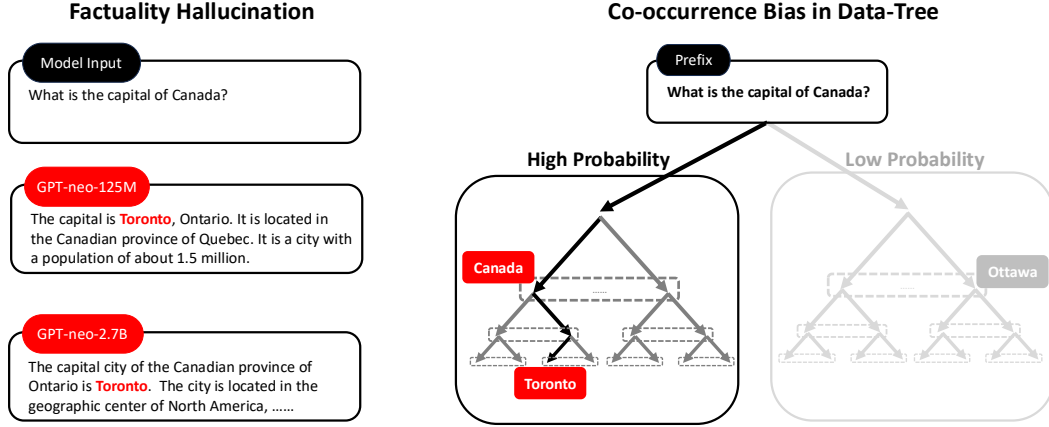 Factuality Hallucination
Model Input
What is the capital of Canada?
GPT-neo-125M
The capital is Toronto, Ontario. It is located in
the Canadian province of Quebec. It is a city with
a population of about 1.5 million.
GPT-neo-2.7B
The capital city of the Canadian province of
Ontario is Toronto.  The city is located in the
geographic center of North America, ......
Co-occurrence Bias in Data-Tree
Prefix
What is the capital of Canada?
High Probability
Low Probability
Canada
......
Toronto
Ottawa
......